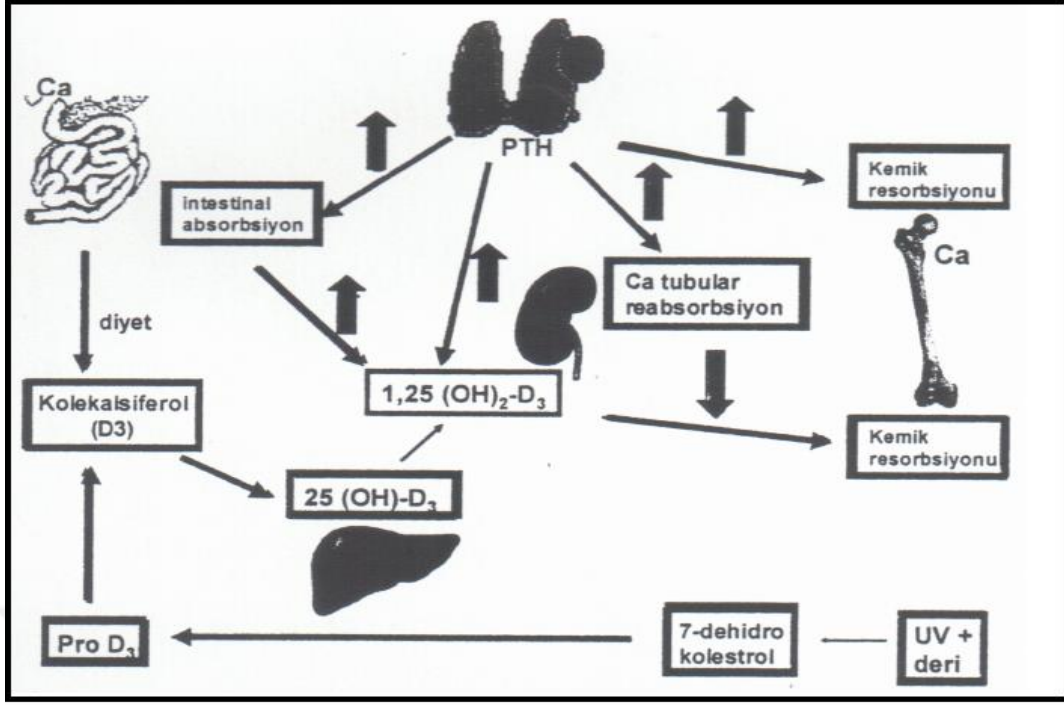 Ca
PTH
intestinal
absorbsiyon
Kemik
resorbsiyonu
Ca
Ca tubular
reabsorbsiyon
diyet
1,25 (OH)₂-D₃
Kolekalsiferol
(D3)
Kemik
resorbsiyonu
25 (OH)-D₃
Pro D₃
7-dehidro
kolestrol
UV +
deri